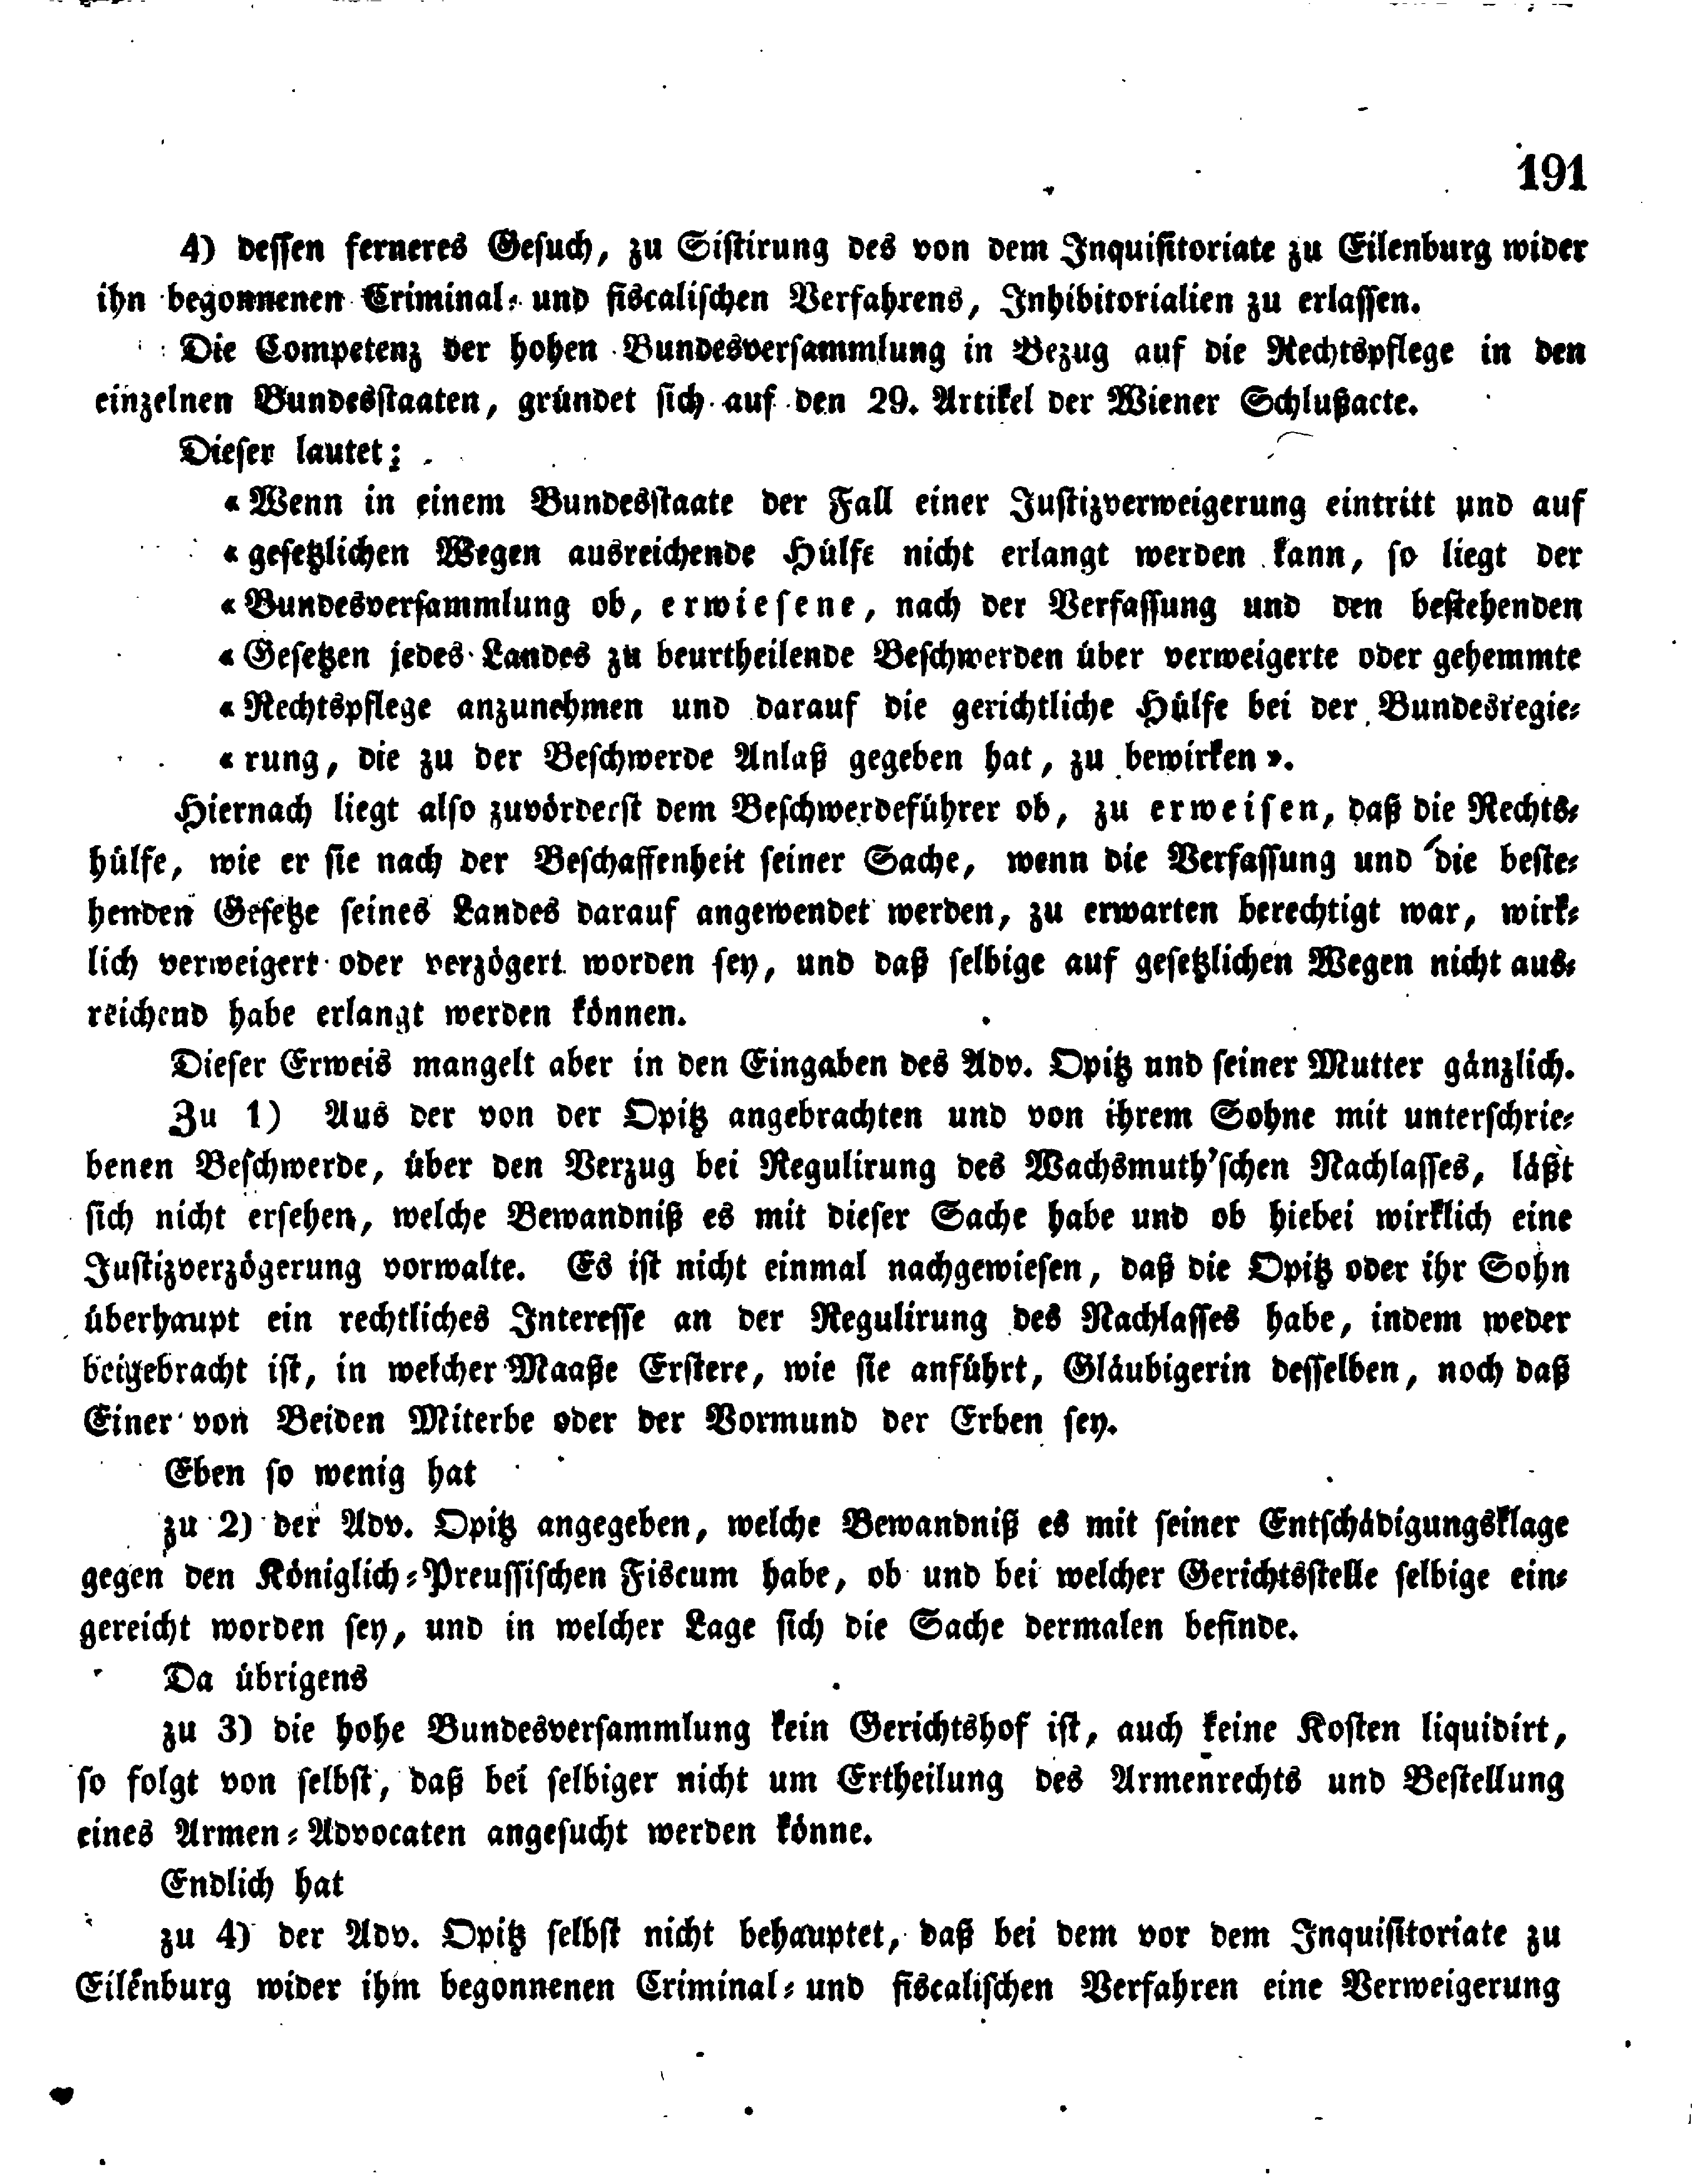 191
4) dessen ferneres Gesuch, zu Sistirung des von dem Inquisitoriate zu Eilenburg wider
ihn begonnenen Criminal- und fiscalischen Verfahrens, Inhibitorialien zu erlassen.
Die Competenz der hohen Bundesversammlung in Bezug auf die Rechtspflege in den
einzelnen Bundesstaaten, gründet sich auf den 29. Artikel der Wiener Schlußacte.
Dieser lautet:
« Wenn in einem Bundesstaate der Fall einer Justizverweigerung eintritt und auf
« gesetzlichen Wegen ausreichende Hülfe nicht erlangt werden kann, so liegt der
« Bundesversammlung ob, erwiesene, nach der Verfassung und den bestehenden
« Gesetzen jedes Landes zu beurtheilende Beschwerden über verweigerte oder gehemmte
« Rechtspflege anzunehmen und darauf die gerichtliche Hülfe bei der Bundesregie-
« rung, die zu der Beschwerde Anlaß gegeben hat, zu bewirken ».
Hiernach liegt also zuvörderst dem Beschwerdeführer ob, zu erweisen, daß die Rechts-
hülfe, wie er sie nach der Beschaffenheit seiner Sache, wenn die Verfassung und die beste-
henden Gesetze seines Landes darauf angewendet werden, zu erwarten berechtigt war, wirk-
lich verweigert oder verzögert worden sey, und daß selbige auf gesetzlichen Wegen nicht aus-
reichend habe erlangt werden können.
Dieser Erweis mangelt aber in den Eingaben des Adv. Opitz und seiner Mutter gänzlich.
Zu 1) Aus der von der Opitz angebrachten und von ihrem Sohne mit unterschrie-
benen Beschwerde, über den Verzug bei Regulirung des Wachsmuth'schen Nachlasses, läßt
sich nicht ersehen, welche Bewandniß es mit dieser Sache habe und ob hiebei wirklich eine
Justizverzögerung vorwalte. Es ist nicht einmal nachgewiesen, daß die Opitz oder ihr Sohn
überhaupt ein rechtliches Interesse an der Regulirung des Nachlasses habe, indem weder
beigebracht ist, in welcher Maaße Erstere, wie sie anführt, Gläubigerin desselben, noch daß
Einer von Beiden Miterbe oder der Vormund der Erben sey.
Eben so wenig hat
zu 2) der Adv. Opitz angegeben, welche Bewandniß es mit seiner Entschädigungsklage
gegen den Königlich-Preussischen Fiscum habe, ob und bei welcher Gerichtsstelle selbige ein-
gereicht worden sey, und in welcher Lage sich die Sache dermalen befinde.
Da übrigens
zu 3) die hohe Bundesversammlung kein Gerichtshof ist, auch keine Kosten liquidirt,
so folgt von selbst, daß bei selbiger nicht um Ertheilung des Armenrechts und Bestellung
eines Armen-Advocaten angesucht werden könne.
Endlich hat
zu 4) der Adv. Opitz selbst nicht behauptet, daß bei dem vor dem Inquisitoriate zu
Eilenburg wider ihm begonnenen Criminal- und fiscalischen Verfahren eine Verweigerung